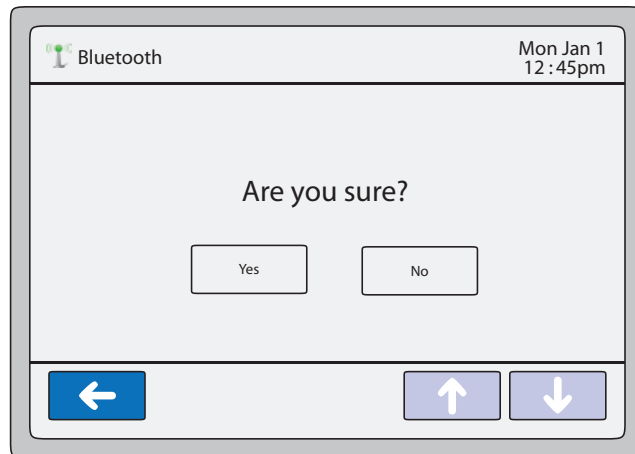 Bluetooth
Mon Jan 1
12:45pm
Are you sure?
Yes
No